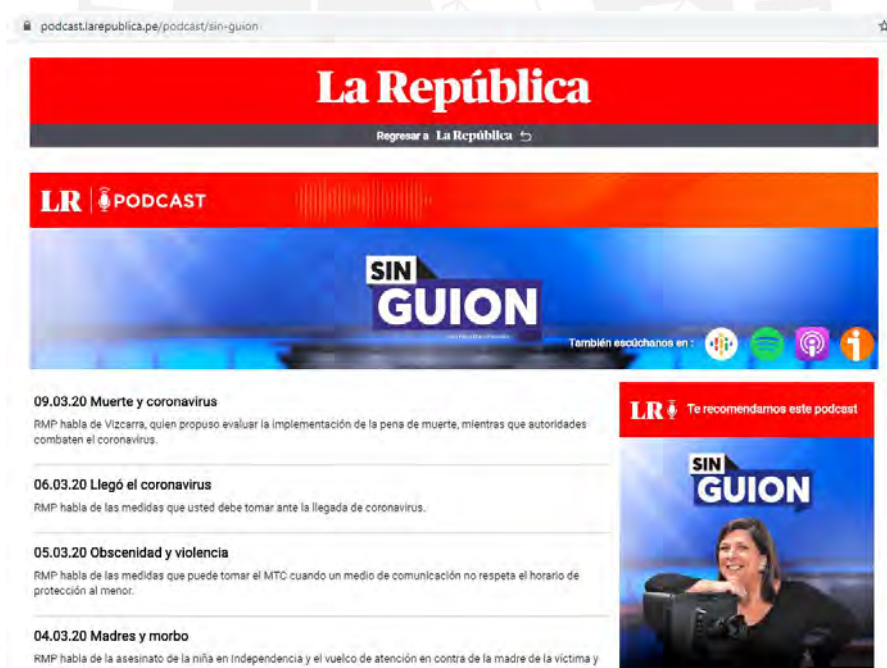 podcast.larepublica.pe/podcast/sin-guion
La República
Regresar a La República
LR PODCAST
SIN
GUION
También escúchanos en :
09.03.20 Muerte y coronavirus
RMP habla de Vizcarra, quien propuso evaluar la implementación de la pena de muerte, mientras que autoridades
combaten el coronavirus.
06.03.20 Llegó el coronavirus
RMP habla de las medidas que usted debe tomar ante la llegada de coronavirus.
05.03.20 Obscenidad y violencia
RMP habla de las medidas que puede tomar el MTC cuando un medio de comunicación no respeta el horario de
protección al menor.
04.03.20 Madres y morbo
RMP habla de la asesinato de la niña en Independencia y el vuelco de atención en contra de la madre de la víctima y
LR Te recomendamos este podcast
SIN
GUION